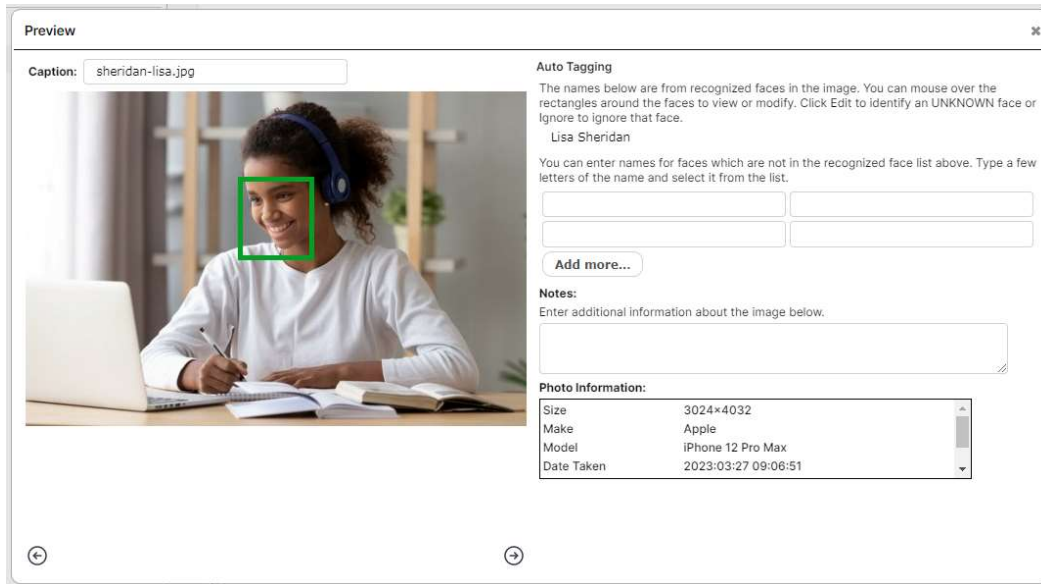 Preview
Caption: sheridan-lisa.jpg
Auto Tagging
The names below are from recognized faces in the image. You can mouse over the
rectangles around the faces to view or modify. Click Edit to identify an UNKNOWN face or
Ignore to ignore that face.
Lisa Sheridan
You can enter names for faces which are not in the recognized face list above. Type a few
letters of the name and select it from the list.
Add more...
Notes:
Enter additional information about the image below.
Photo Information:
Size 3024×4032
Make Apple
Model iPhone 12 Pro Max
Date Taken 2023:03:27 09:06:51